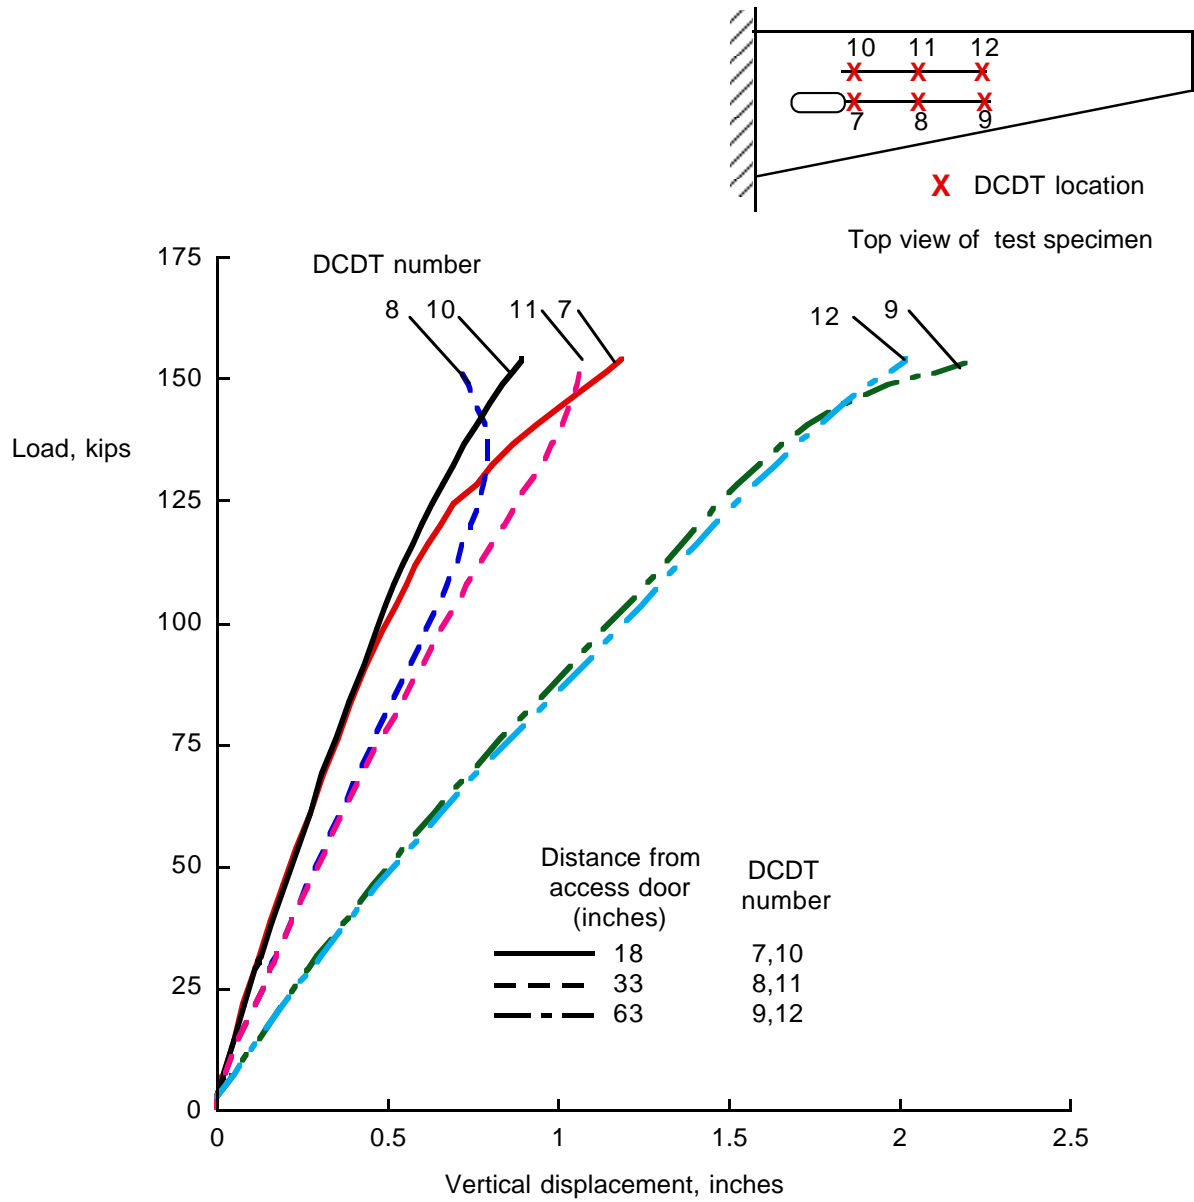 10 11 12
7 8 9
X DCDT location
Top view of test specimen
DCDT number
8 10 11 7 12 9
175
150
Load, kips
125
100
75
50
25
0
Distance from
access door
(inches)
DCDT
number
18 7,10
33 8,11
63 9,12
0 0.5 1 1.5 2 2.5
Vertical displacement, inches